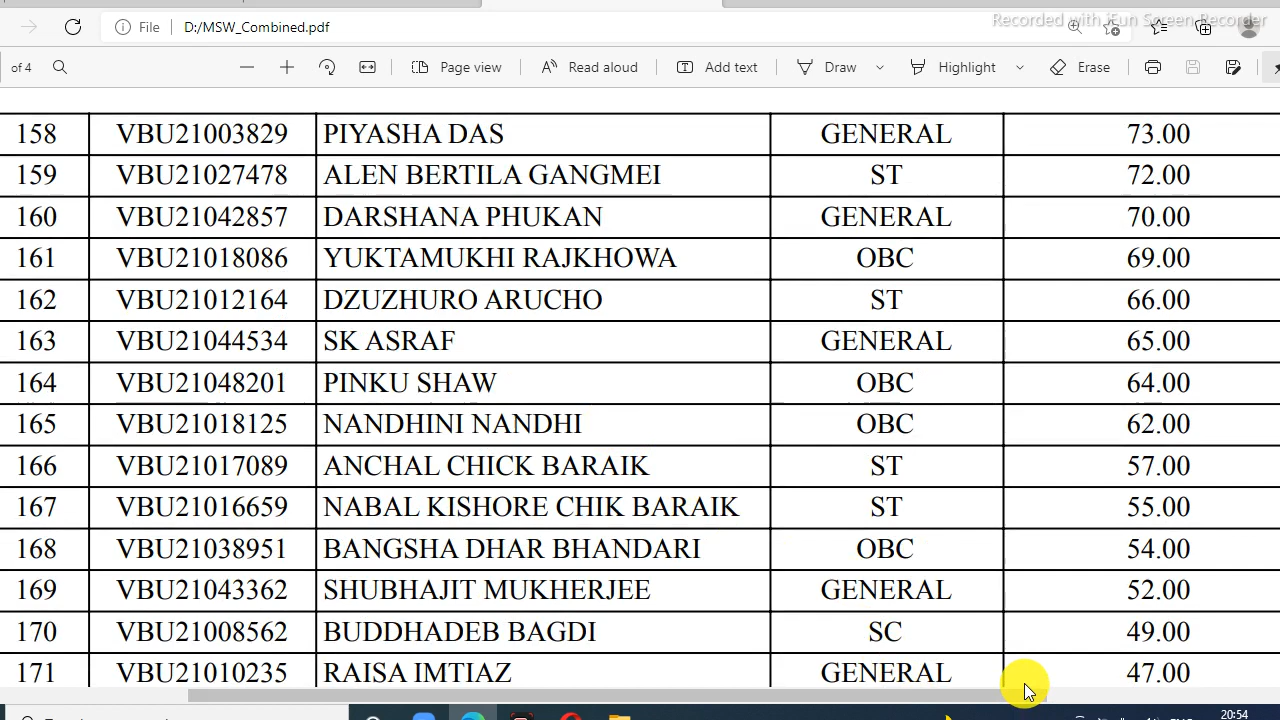 Recorded with iFun Screen Recorder
File D:/MSW_Combined.pdf
of 4 Page view Read aloud Add text Draw Highlight Erase
158 VBU21003829 PIYASHA DAS GENERAL 73.00
159 VBU21027478 ALEN BERTILA GANGMEI ST 72.00
160 VBU21042857 DARSHANA PHUKAN GENERAL 70.00
161 VBU21018086 YUKTAMUKHI RAJKHOWA OBC 69.00
162 VBU21012164 DZUZHURO ARUCHO ST 66.00
163 VBU21044534 SK ASRAF GENERAL 65.00
164 VBU21048201 PINKU SHAW OBC 64.00
165 VBU21018125 NANDHINI NANDHI OBC 62.00
166 VBU21017089 ANCHAL CHICK BARAIK ST 57.00
167 VBU21016659 NABAL KISHORE CHIK BARAIK ST 55.00
168 VBU21038951 BANGSHA DHAR BHANDARI OBC 54.00
169 VBU21043362 SHUBHAJIT MUKHERJEE GENERAL 52.00
170 VBU21008562 BUDDHADEB BAGDI SC 49.00
171 VBU21010235 RAISA IMTIAZ GENERAL 47.00
20:54